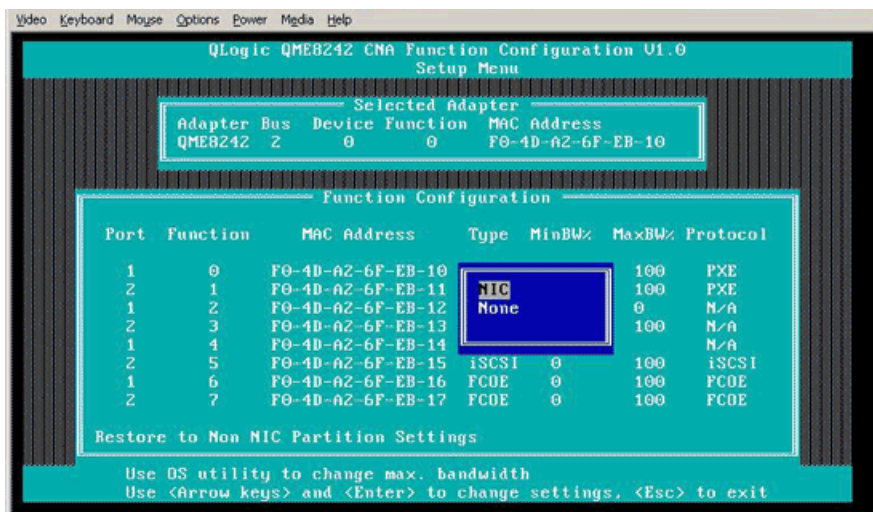 Video Keyboard Mouse Options Power Media Help
QLogic QME8242 CNA Function Configuration V1.0
Setup Menu
Selected Adapter
Adapter Bus Device Function MAC Address
QME8242 2 0 0 F0-4D-A2-6F-EB-10
Function Configuration
Port Function MAC Address Type MinBW% MaxBW% Protocol
1 0 F0-4D-A2-6F-EB-10 100 PXE
2 1 F0-4D-A2-6F-EB-11 NIC 100 PXE
1 2 F0-4D-A2-6F-EB-12 None 0 N/A
2 3 F0-4D-A2-6F-EB-13 100 N/A
1 4 F0-4D-A2-6F-EB-14 N/A
2 5 F0-4D-A2-6F-EB-15 iSCSI 0 100 iSCSI
1 6 F0-4D-A2-6F-EB-16 FCOE 0 100 FCOE
2 7 F0-4D-A2-6F-EB-17 FCOE 0 100 FCOE
Restore to Non NIC Partition Settings
Use OS utility to change max. bandwidth
Use <Arrow keys> and <Enter> to change settings, <Esc> to exit